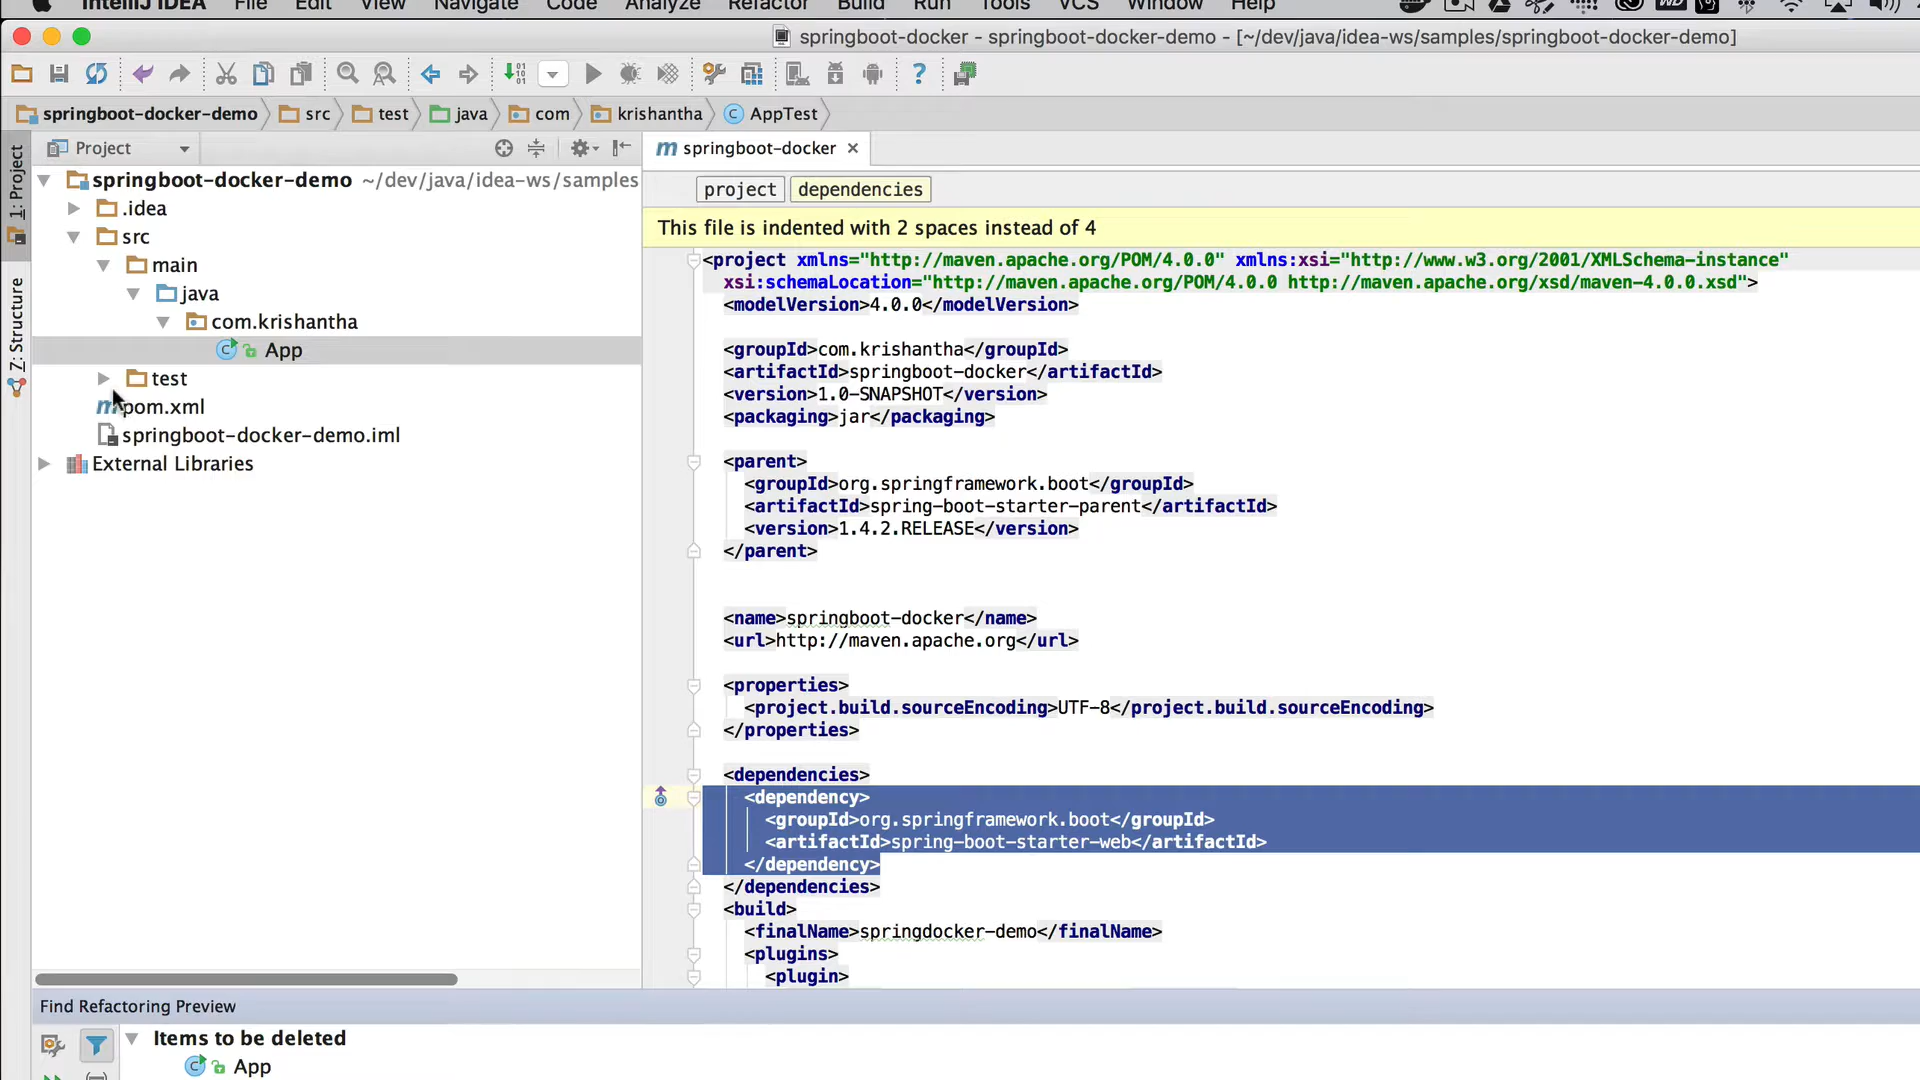 IntelliJ IDEA File Edit View Navigate Code Analyze Refactor Build Run Tools VCS Window Help
springboot-docker - springboot-docker-demo - [~/dev/java/idea-ws/samples/springboot-docker-demo]
springboot-docker-demo src test java com krishantha AppTest
1: Project
Z: Structure
Project
springboot-docker-demo ~/dev/java/idea-ws/samples
.idea
src
main
java
com.krishantha
App
test
pom.xml
springboot-docker-demo.iml
External Libraries
springboot-docker
project dependencies
This file is indented with 2 spaces instead of 4
<project xmlns="http://maven.apache.org/POM/4.0.0" xmlns:xsi="http://www.w3.org/2001/XMLSchema-instance"
xsi:schemaLocation="http://maven.apache.org/POM/4.0.0 http://maven.apache.org/xsd/maven-4.0.0.xsd">
<modelVersion>4.0.0</modelVersion>
<groupId>com.krishantha</groupId>
<artifactId>springboot-docker</artifactId>
<version>1.0-SNAPSHOT</version>
<packaging>jar</packaging>
<parent>
<groupId>org.springframework.boot</groupId>
<artifactId>spring-boot-starter-parent</artifactId>
<version>1.4.2.RELEASE</version>
</parent>
<name>springboot-docker</name>
<url>http://maven.apache.org</url>
<properties>
<project.build.sourceEncoding>UTF-8</project.build.sourceEncoding>
</properties>
<dependencies>
<dependency>
<groupId>org.springframework.boot</groupId>
<artifactId>spring-boot-starter-web</artifactId>
</dependency>
</dependencies>
<build>
<finalName>springdocker-demo</finalName>
<plugins>
<plugin>
Find Refactoring Preview
Items to be deleted
App